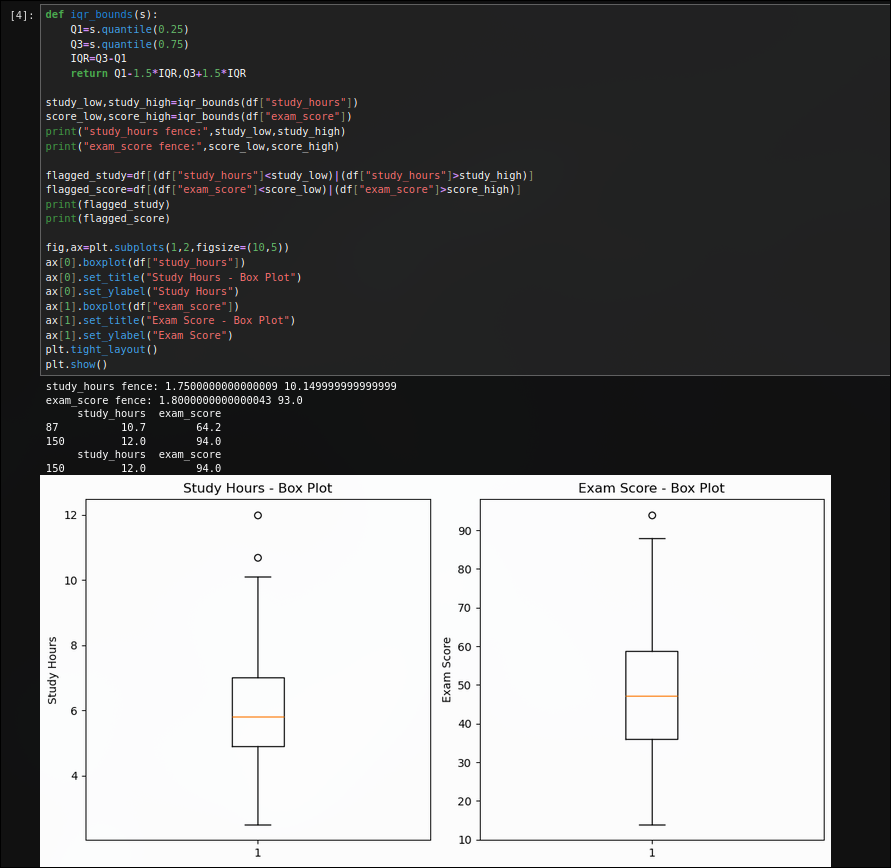 [4]: def iqr_bounds(s):
    Q1=s.quantile(0.25)
    Q3=s.quantile(0.75)
    IQR=Q3-Q1
    return Q1-1.5*IQR,Q3+1.5*IQR

study_low,study_high=iqr_bounds(df["study_hours"])
score_low,score_high=iqr_bounds(df["exam_score"])
print("study_hours fence:",study_low,study_high)
print("exam_score fence:",score_low,score_high)

flagged_study=df[(df["study_hours"]<study_low)|(df["study_hours"]>study_high)]
flagged_score=df[(df["exam_score"]<score_low)|(df["exam_score"]>score_high)]
print(flagged_study)
print(flagged_score)

fig,ax=plt.subplots(1,2,figsize=(10,5))
ax[0].boxplot(df["study_hours"])
ax[0].set_title("Study Hours - Box Plot")
ax[0].set_ylabel("Study Hours")
ax[1].boxplot(df["exam_score"])
ax[1].set_title("Exam Score - Box Plot")
ax[1].set_ylabel("Exam Score")
plt.tight_layout()
plt.show()
study_hours fence: 1.7500000000000009 10.149999999999999
exam_score fence: 1.8000000000000043 93.0
     study_hours  exam_score
87          10.7        64.2
150         12.0        94.0
     study_hours  exam_score
150         12.0        94.0
Study Hours - Box Plot
Study Hours
12
10
8
6
4
1
Exam Score - Box Plot
Exam Score
90
80
70
60
50
40
30
20
10
1